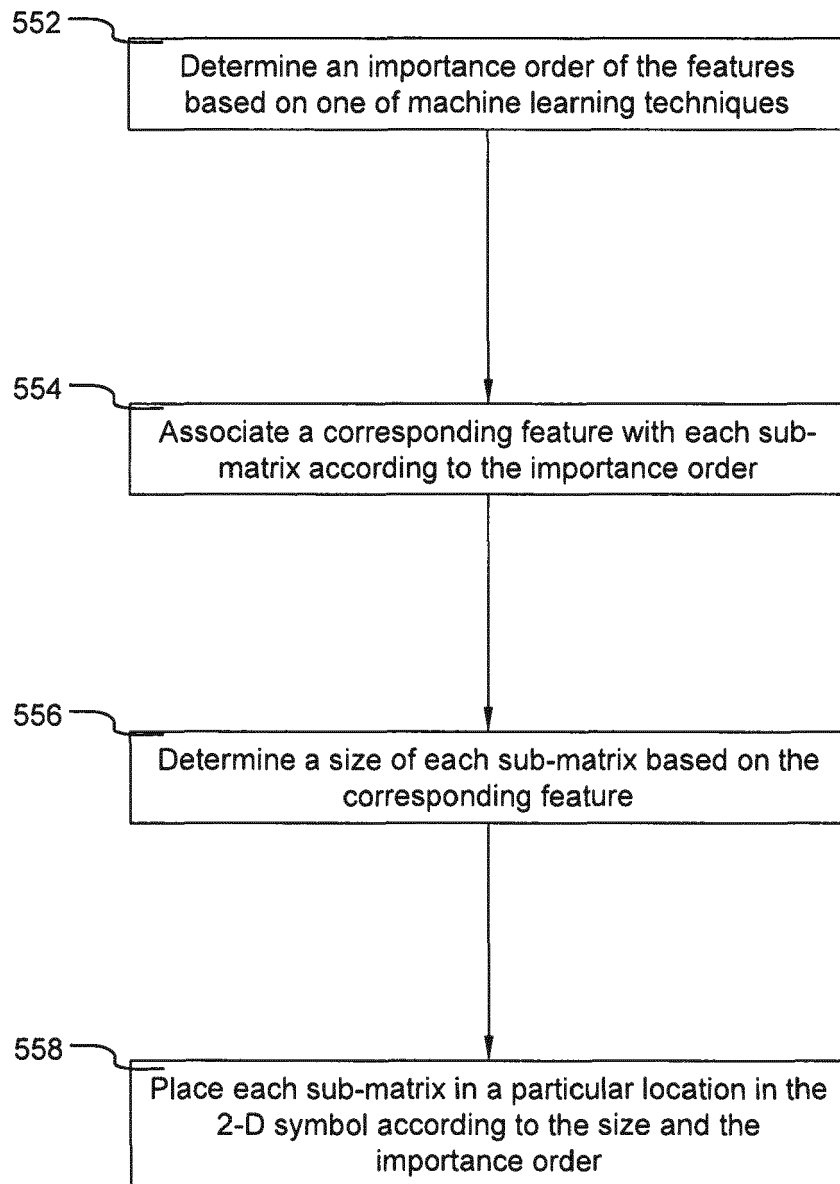 552
Determine an importance order of the features
based on one of machine learning techniques
554
Associate a corresponding feature with each sub-
matrix according to the importance order
556
Determine a size of each sub-matrix based on the
corresponding feature
558
Place each sub-matrix in a particular location in the
2-D symbol according to the size and the
importance order